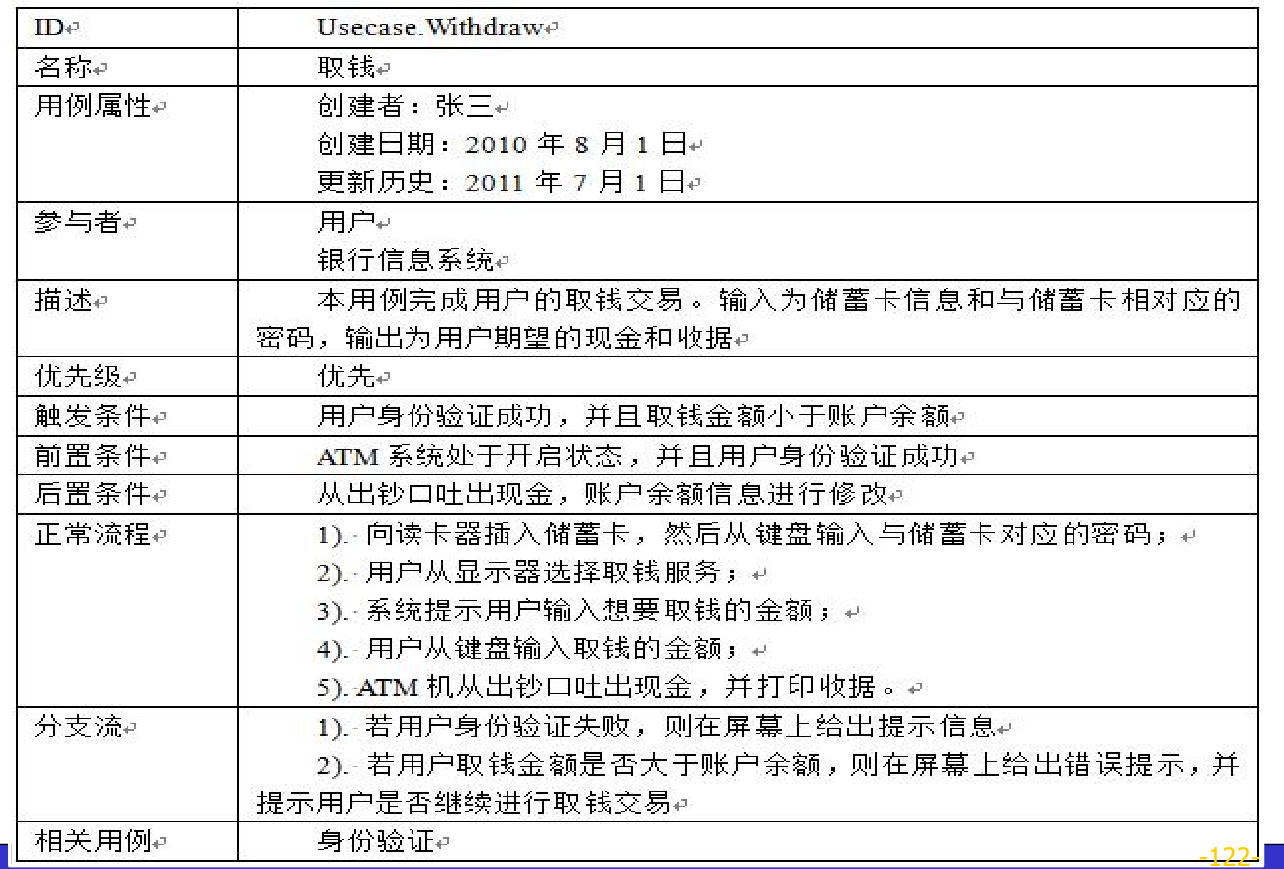 ID Usecase.Withdraw
名称 取钱
用例属性 创建者：张三
创建日期：2010 年 8 月 1 日
更新历史：2011 年 7 月 1 日
参与者 用户
银行信息系统
描述 本用例完成用户的取钱交易。输入为储蓄卡信息和与储蓄卡相对应的
密码，输出为用户期望的现金和收据
优先级 优先
触发条件 用户身份验证成功，并且取钱金额小于账户余额
前置条件 ATM 系统处于开启状态，并且用户身份验证成功
后置条件 从出钞口吐出现金，账户余额信息进行修改
正常流程 1). 向读卡器插入储蓄卡，然后从键盘输入与储蓄卡对应的密码；
2). 用户从显示器选择取钱服务；
3). 系统提示用户输入想要取钱的金额；
4). 用户从键盘输入取钱的金额；
5). ATM 机从出钞口吐出现金，并打印收据。
分支流 1). 若用户身份验证失败，则在屏幕上给出提示信息
2). 若用户取钱金额是否大于账户余额，则在屏幕上给出错误提示，并
提示用户是否继续进行取钱交易
相关用例 身份验证
-122-